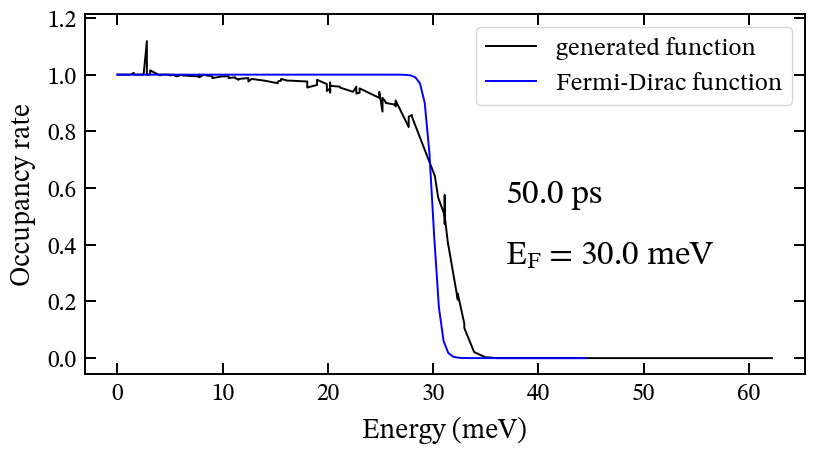 1.2
1.0
0.8
0.6
0.4
0.2
0.0
Occupancy rate
generated function
Fermi-Dirac function
50.0 ps
E_F = 30.0 meV
0 10 20 30 40 50 60
Energy (meV)